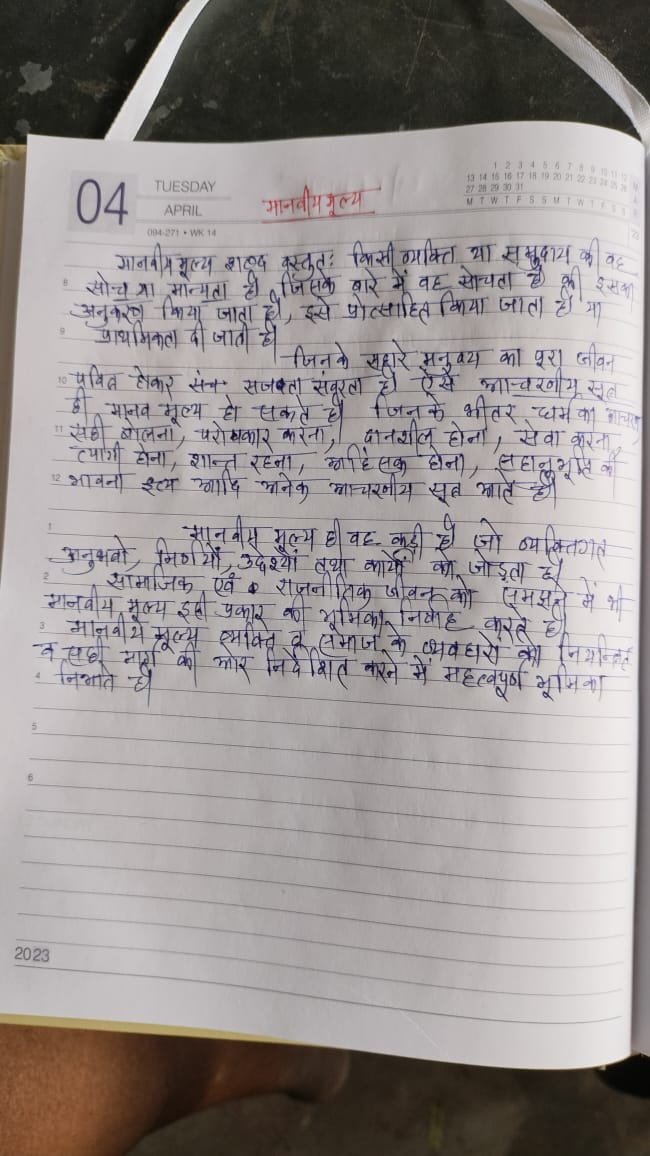 04
TUESDAY
APRIL
094-271 • WK 14
1 2 3 4 5 6 7 8 9 10 11 12
13 14 15 16 17 18 19 20 21 22 23 24 25 26
27 28 29 30 31
M T W T F S S M T W T F S S
मानवीय मूल्य
मानवीय मूल्य शब्द वस्तुतः किसी व्यक्ति या समुदाय की वह
8 सोच या मान्यता है। जिसके बारे में वह सोचता है की इसका
अनुकरण किया जाता है, इसे प्रोत्साहित किया जाता है या
9 प्राथमिकता दी जाती है।
जिनके सहारे मनुष्य का पूरा जीवन
10 पवित होकर सजवता संवरता है। ऐसे आचरणीय सूत
ही, मानव मूल्य हो सकते है। जिनके भीतर धर्म का आचरण
11 सही बोलना, परोपकार करना, दानशील होना, सेवा करना,
त्यागी होना, शान्त रहना, अहिंसक होना, सहानुभूति की
12 भावना आदि अनेक आचरणीय सूत आते है।
1 मानवीय मूल्य ही वह कड़ी है जो व्यक्तिगत
अनुभवो, निर्णयों, उद्देश्यों तथा कार्यों को जोड़ता है।
2 सामाजिक एवं राजनीतिक जीवन को समझने में भी
मानवीय मूल्य इसी प्रकार की भूमिका निर्वाह करते है।
3 मानवीय मूल्य व्यक्ति व समाज के व्यवहारो को नियन्त्रित
व सही मार्ग की ओर निर्देशित करने में महत्वपूर्ण भूमिका
4 निभाते है।
5
6
2023